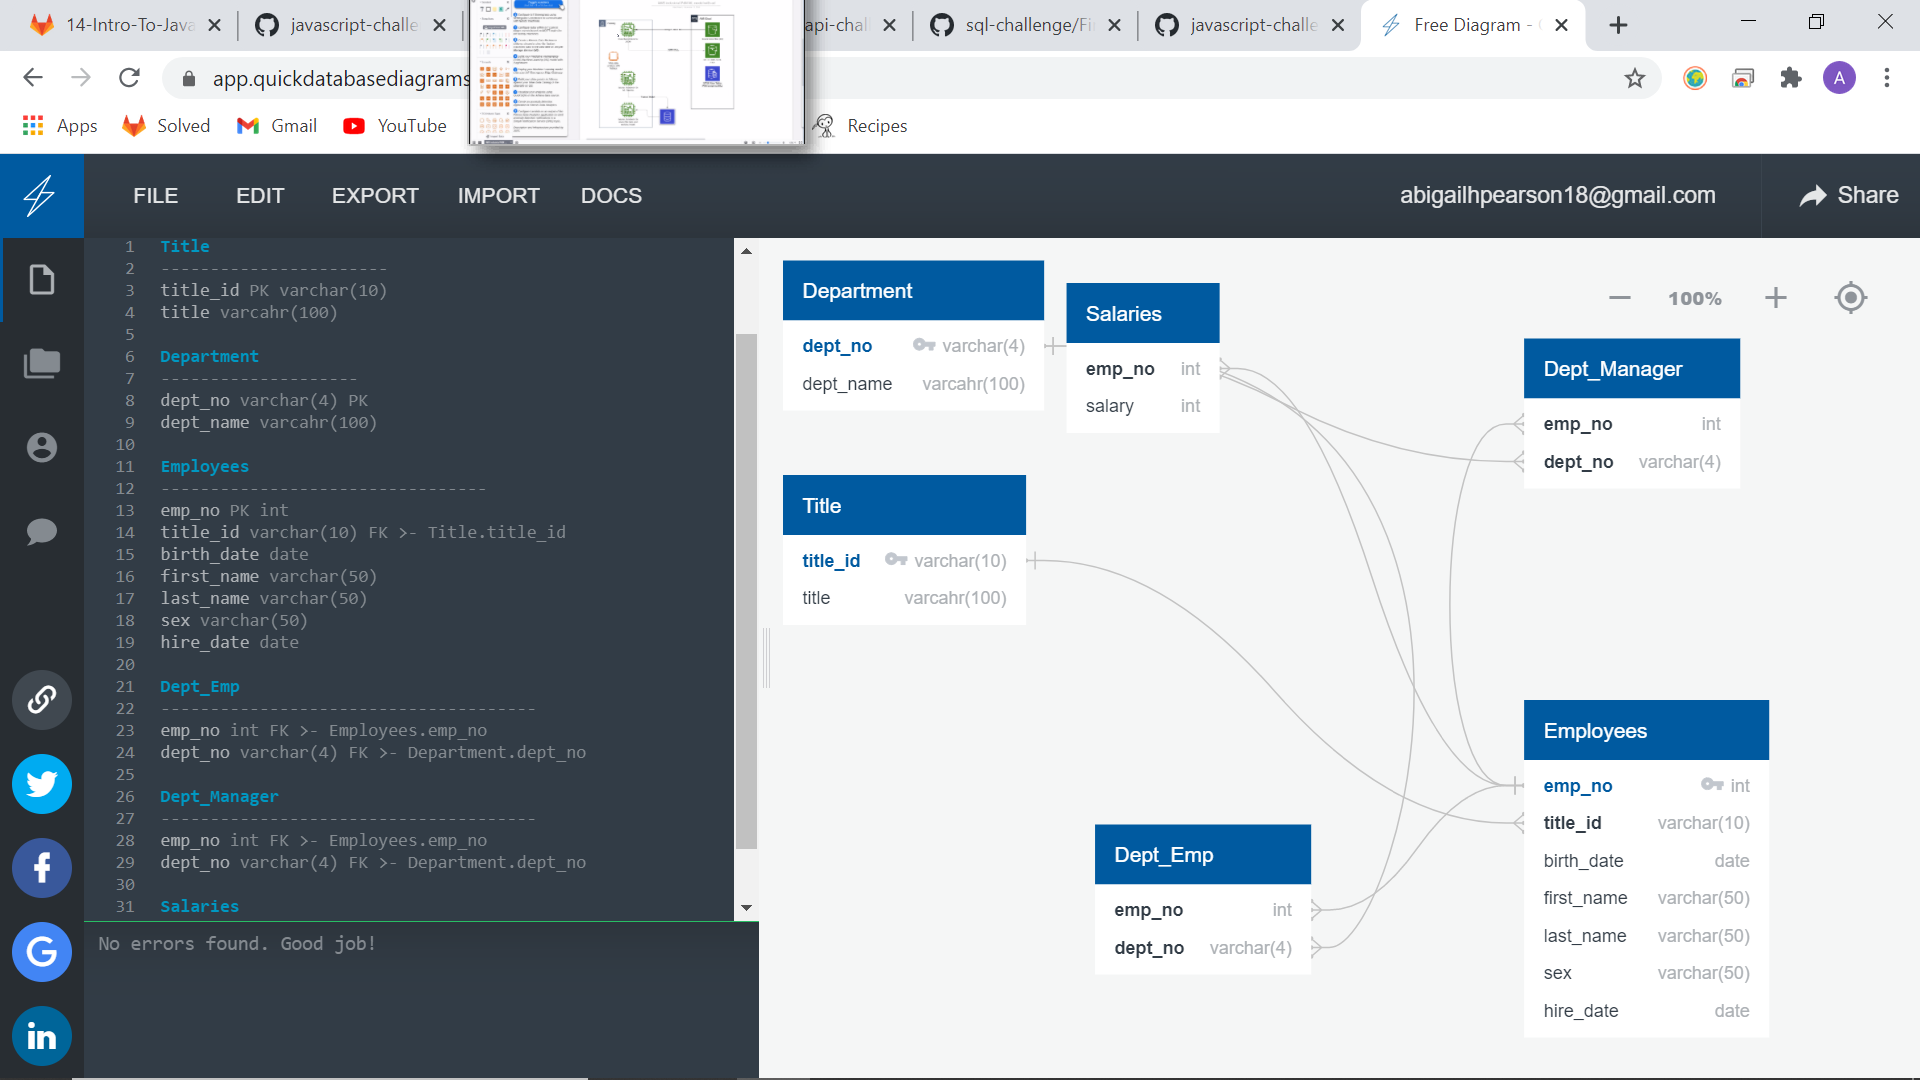 14-Intro-To-Java
javascript-challe
api-chal
sql-challenge/Fi
javascript-challe
Free Diagram -
app.quickdatabasediagrams
A
Apps
Solved
Gmail
YouTube
Recipes
FILE
EDIT
EXPORT
IMPORT
DOCS
abigailhpearson18@gmail.com
Share
1 Title
2 -----------------------
3 title_id PK varchar(10)
4 title varcahr(100)
5
6 Department
7 --------------------
8 dept_no varchar(4) PK
9 dept_name varcahr(100)
10
11 Employees
12 ---------------------------------
13 emp_no PK int
14 title_id varchar(10) FK >- Title.title_id
15 birth_date date
16 first_name varchar(50)
17 last_name varchar(50)
18 sex varchar(50)
19 hire_date date
20
21 Dept_Emp
22 --------------------------------------
23 emp_no int FK >- Employees.emp_no
24 dept_no varchar(4) FK >- Department.dept_no
25
26 Dept_Manager
27 --------------------------------------
28 emp_no int FK >- Employees.emp_no
29 dept_no varchar(4) FK >- Department.dept_no
30
31 Salaries
No errors found. Good job!
100%
Department
dept_no varchar(4)
dept_name varcahr(100)
Salaries
emp_no int
salary int
Dept_Manager
emp_no int
dept_no varchar(4)
Title
title_id varchar(10)
title varcahr(100)
Employees
emp_no int
title_id varchar(10)
birth_date date
first_name varchar(50)
last_name varchar(50)
sex varchar(50)
hire_date date
Dept_Emp
emp_no int
dept_no varchar(4)